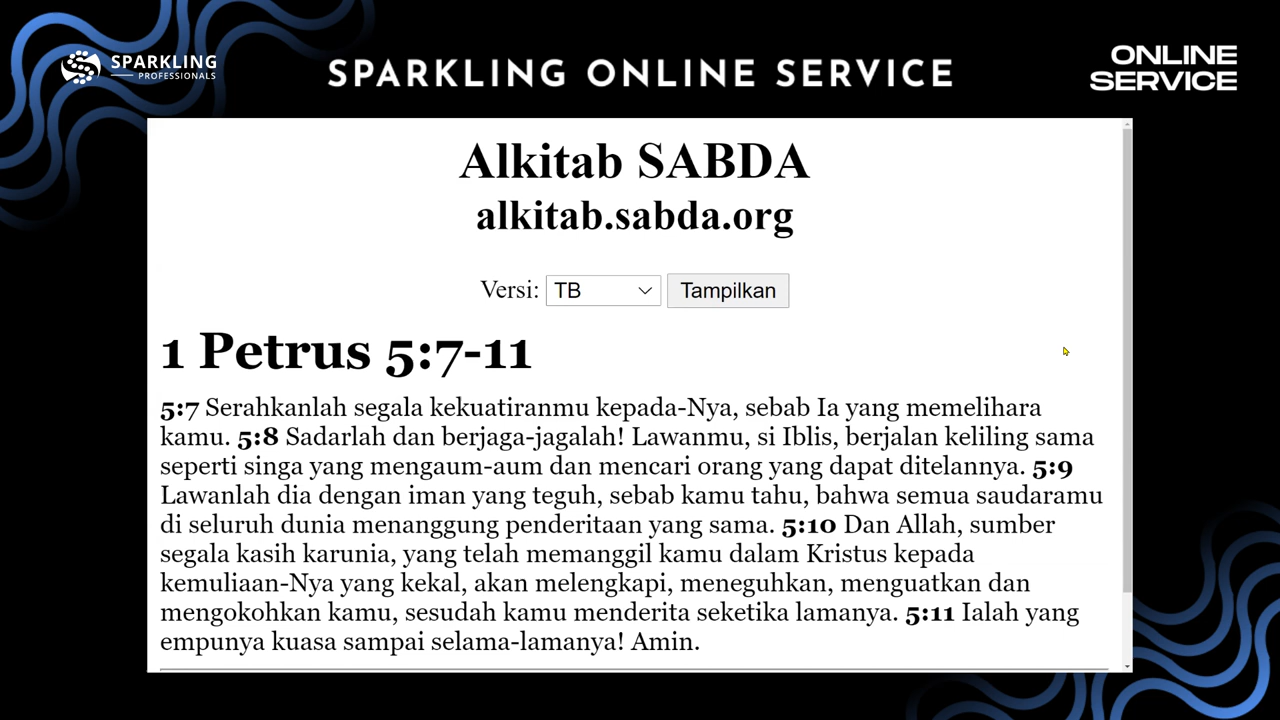 SPARKLING
PROFESSIONALS
SPARKLING ONLINE SERVICE
ONLINE
SERVICE
Alkitab SABDA
alkitab.sabda.org
Versi: TB Tampilkan
1 Petrus 5:7-11
5:7 Serahkanlah segala kekuatiranmu kepada-Nya, sebab Ia yang memelihara
kamu. 5:8 Sadarlah dan berjaga-jagalah! Lawanmu, si Iblis, berjalan keliling sama
seperti singa yang mengaum-aum dan mencari orang yang dapat ditelannya. 5:9
Lawanlah dia dengan iman yang teguh, sebab kamu tahu, bahwa semua saudaramu
di seluruh dunia menanggung penderitaan yang sama. 5:10 Dan Allah, sumber
segala kasih karunia, yang telah memanggil kamu dalam Kristus kepada
kemuliaan-Nya yang kekal, akan melengkapi, meneguhkan, menguatkan dan
mengokohkan kamu, sesudah kamu menderita seketika lamanya. 5:11 Ialah yang
empunya kuasa sampai selama-lamanya! Amin.